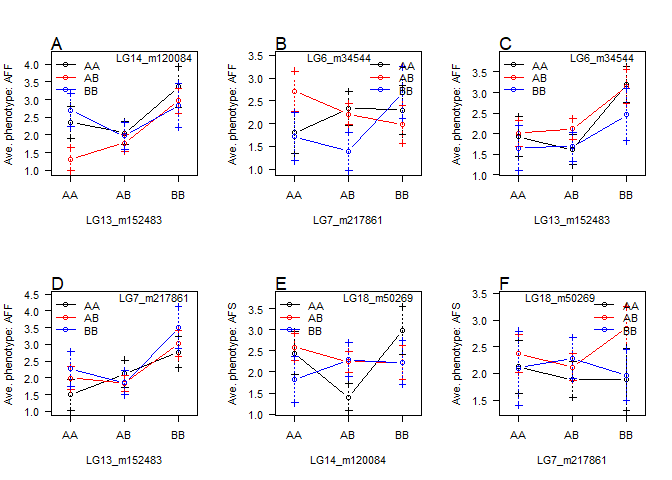 A
LG14_m120084
AA
AB
BB
Ave. phenotype: AFF
4.0
3.5
3.0
2.5
2.0
1.5
1.0
AA AB BB
LG13_m152483
B
LG6_m34544
AA
AB
BB
Ave. phenotype: AFF
3.5
3.0
2.5
2.0
1.5
1.0
AA AB BB
LG7_m217861
C
LG6_m34544
AA
AB
BB
Ave. phenotype: AFF
3.5
3.0
2.5
2.0
1.5
1.0
AA AB BB
LG13_m152483
D
LG7_m217861
AA
AB
BB
Ave. phenotype: AFF
4.5
4.0
3.5
3.0
2.5
2.0
1.5
1.0
AA AB BB
LG13_m152483
E
LG18_m50269
AA
AB
BB
Ave. phenotype: AFS
3.5
3.0
2.5
2.0
1.5
1.0
AA AB BB
LG14_m120084
F
LG18_m50269
AA
AB
BB
Ave. phenotype: AFS
3.5
3.0
2.5
2.0
1.5
AA AB BB
LG7_m217861